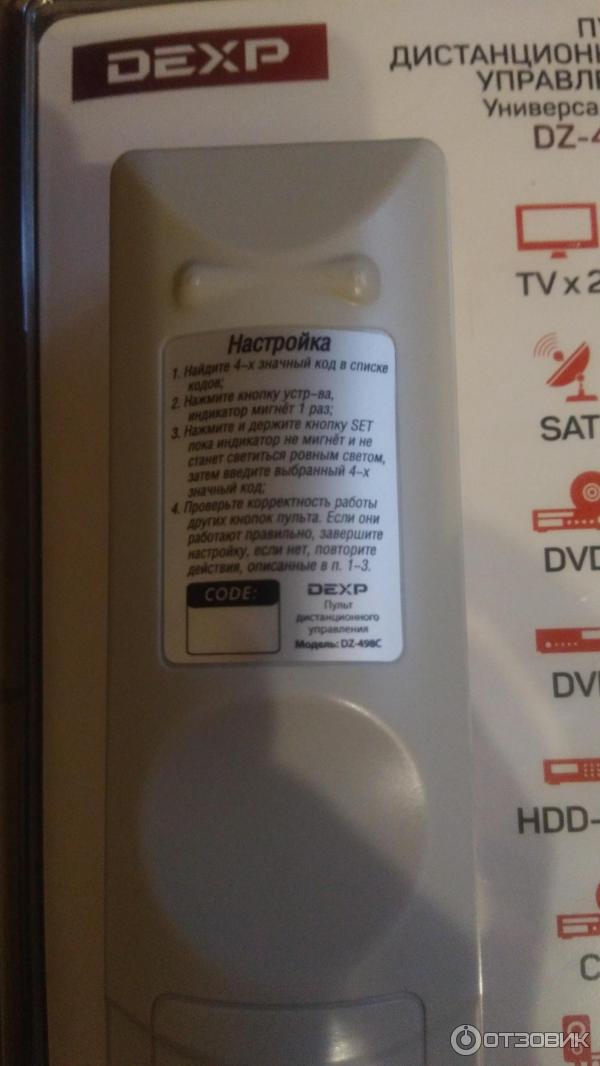 DEXP
ДИСТАНЦИОН
УПРАВЛЕ
Универса
DZ-4
TV x 2
SAT
DVD
DV
HDD-
C
Настройка
1. Найдите 4-х значный код в списке
кодов;
2. Нажмите кнопку устр-ва,
индикатор мигнёт 1 раз;
3. Нажмите и держите кнопку SET
пока индикатор не мигнёт и не
станет светиться ровным светом,
затем введите выбранный 4-х
значный код;
4. Проверьте корректность работы
других кнопок пульта. Если они
работают правильно, завершите
настройку, если нет, повторите
действия, описанные в п. 1-3.
CODE:
DEXP
Пульт
дистанционного
управления
Модель: DZ-498C
ОТЗОВИК